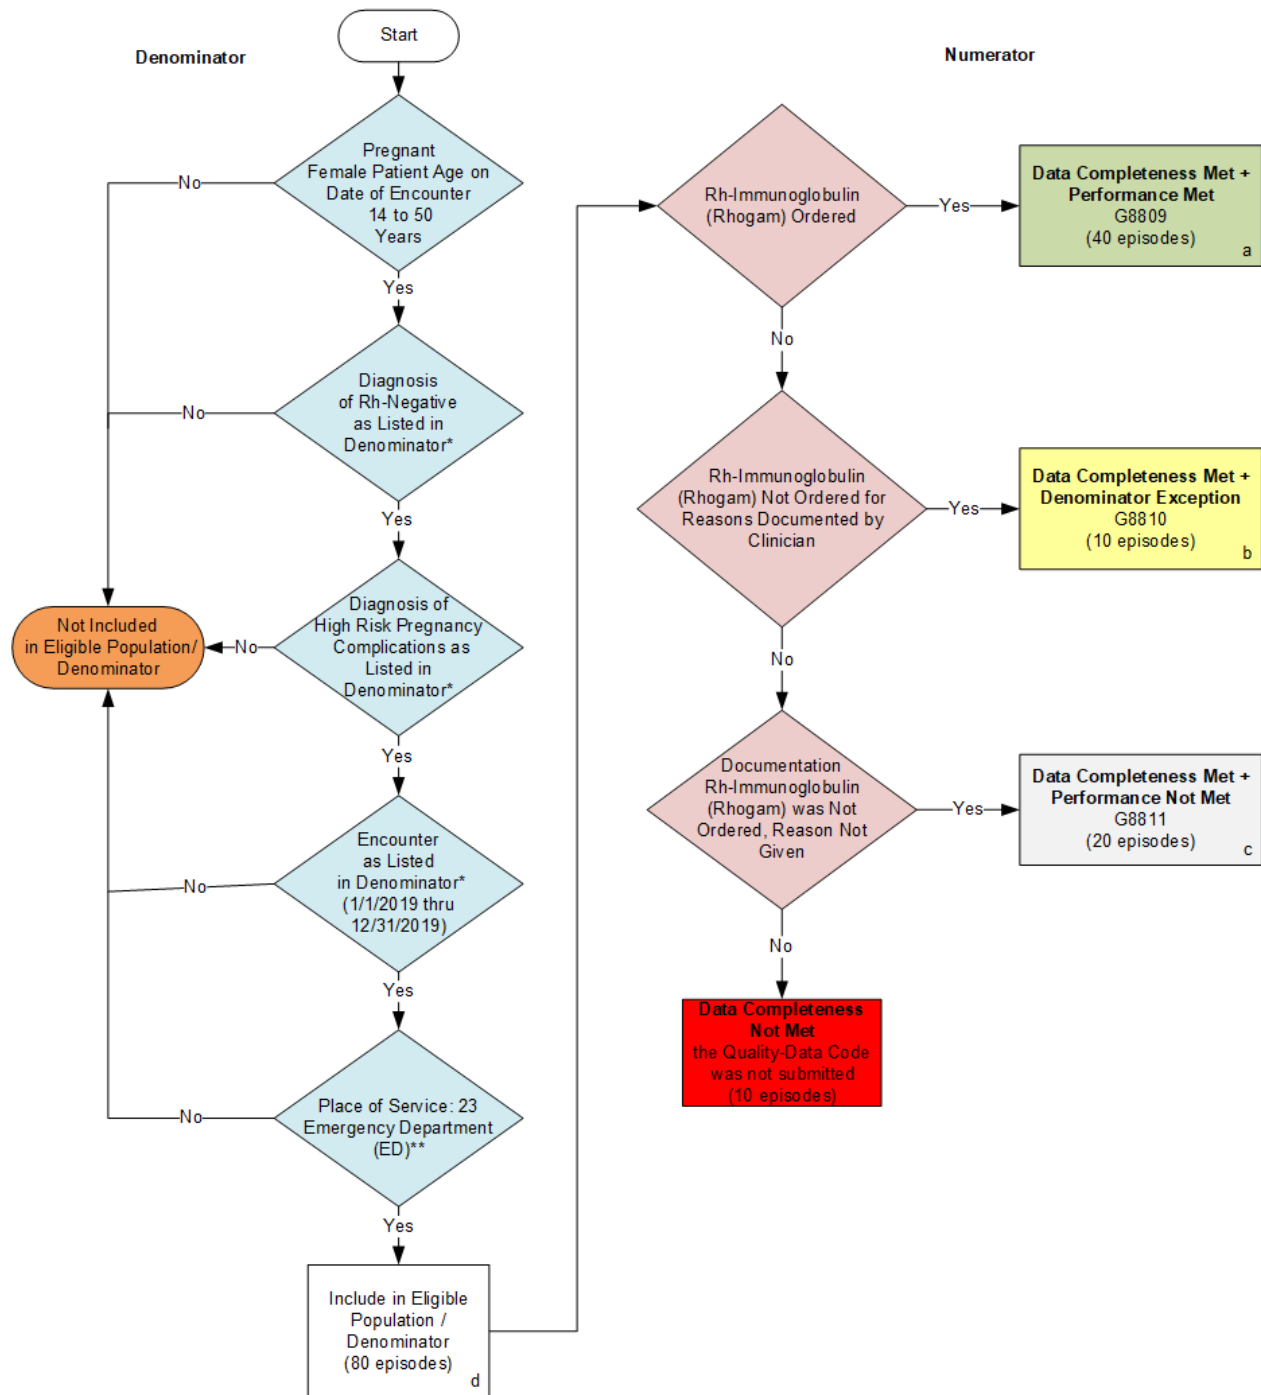 Start
Denominator
Pregnant
Female Patient Age on
Date of Encounter
14 to 50
Years
No
Yes
Diagnosis
of Rh-Negative
as Listed in
Denominator*
No
Yes
Diagnosis of
High Risk Pregnancy
Complications as
Listed in
Denominator*
No
Not Included
in Eligible Population/
Denominator
Yes
Encounter
as Listed
in Denominator*
(1/1/2019 thru
12/31/2019)
No
Yes
Place of Service: 23
Emergency Department
(ED)**
No
Yes
Include in Eligible
Population /
Denominator
(80 episodes)
d
Numerator
Rh-Immunoglobulin
(Rhogam) Ordered
Yes
Data Completeness Met +
Performance Met
G8809
(40 episodes)
a
No
Rh-Immunoglobulin
(Rhogam) Not Ordered for
Reasons Documented by
Clinician
Yes
Data Completeness Met +
Denominator Exception
G8810
(10 episodes)
b
No
Documentation
Rh-Immunoglobulin
(Rhogam) was Not
Ordered, Reason Not
Given
Yes
Data Completeness Met +
Performance Not Met
G8811
(20 episodes)
c
No
Data Completeness
Not Met
the Quality-Data Code
was not submitted
(10 episodes)